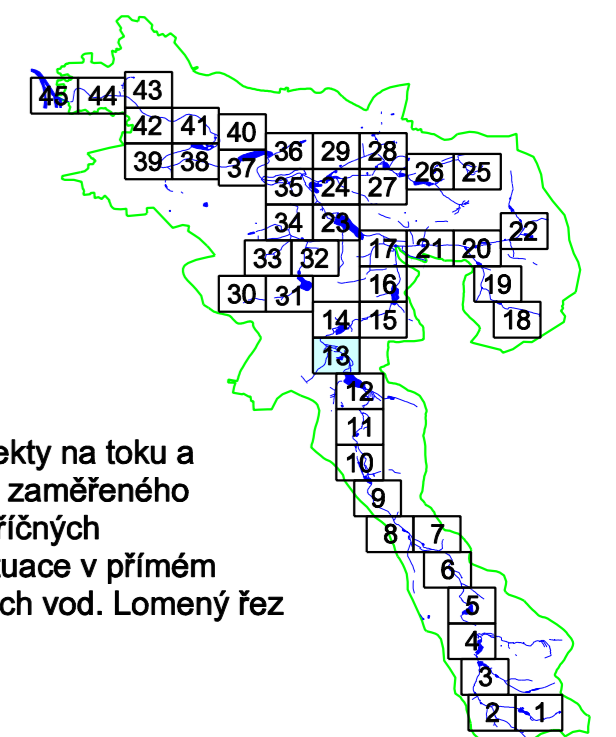 43
45 44
42 41 40
39 38 37 36 29 28
26 25
35 24 27
34 23 22
33 32 17 21 20
30 31 16 19
14 15 18
13
12
11
10
9
8 7
6
5
4
3
2 1
ekty na toku a
zaměřeného
říčných
tuace v přímém
ch vod. Lomený řez